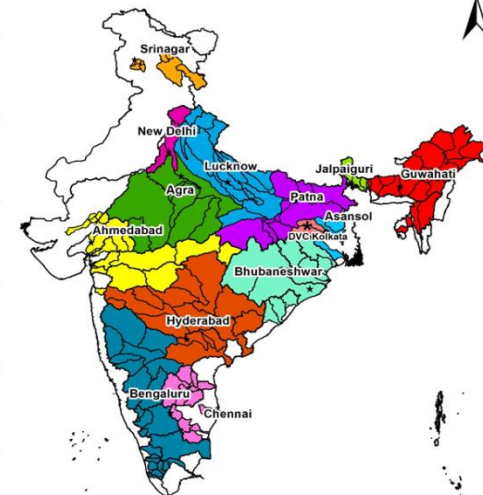 Srinagar
New Delhi
Lucknow
Jalpaiguri
Guwahati
Agra
Patna
Asansol
Ahmedabad
DVC Kolkata
Bhubaneshwar
Hyderabad
Bengaluru
Chennai